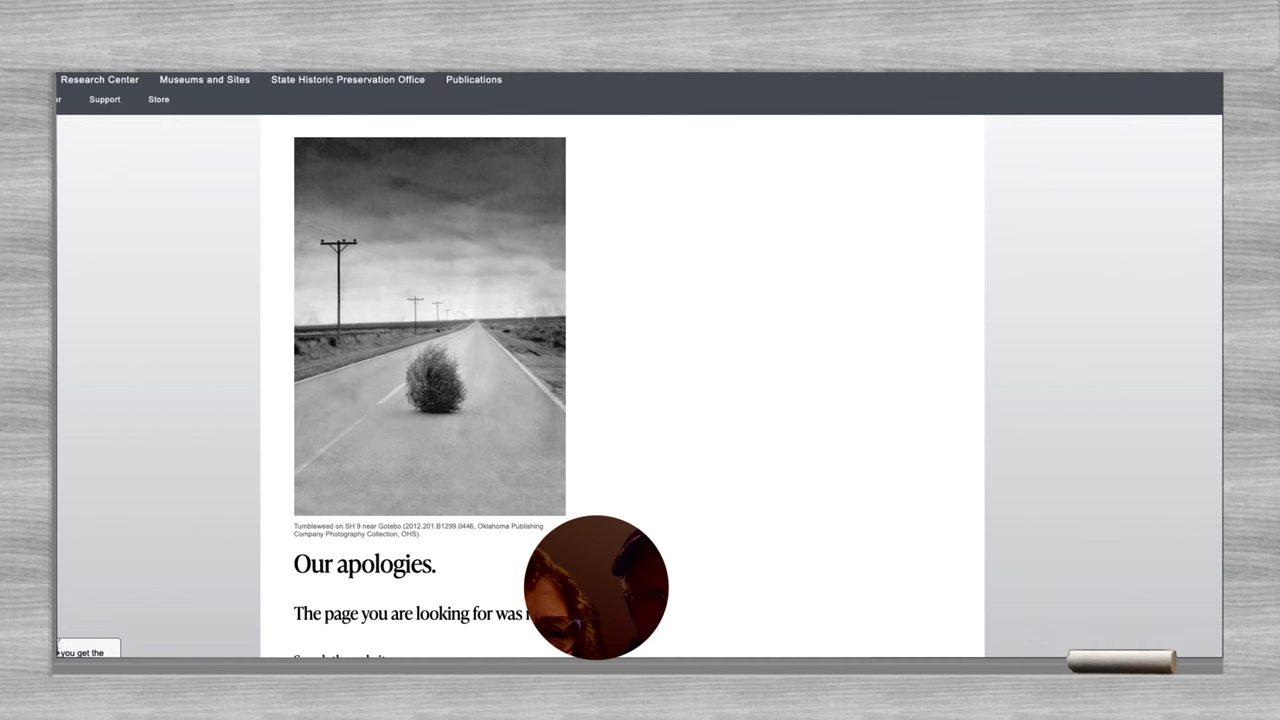 Research Center Museums and Sites State Historic Preservation Office Publications
Support Store
Tumbleweed on SH 9 near Gotebo (2012.201.B1299.0446, Oklahoma Publishing
Company Photography Collection, OHS).
Our apologies.
The page you are looking for was
you get the